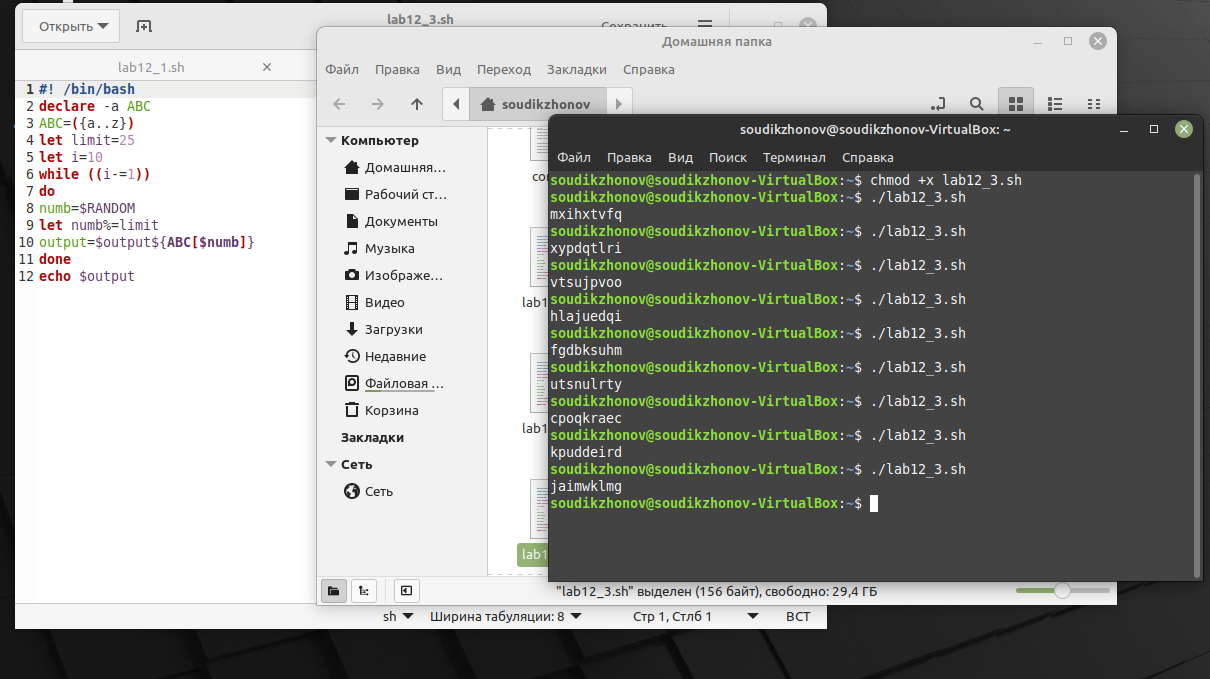 Открыть
lab12_3.sh
Сохранить
lab12_1.sh
1 #! /bin/bash
2 declare -a ABC
3 ABC=({a..z})
4 let limit=25
5 let i=10
6 while ((i-=1))
7 do
8 numb=$RANDOM
9 let numb%=limit
10 output=$output${ABC[$numb]}
11 done
12 echo $output
sh
Ширина табуляции: 8
Стр 1, Стлб 1
ВСТ
Домашняя папка
Файл Правка Вид Переход Закладки Справка
soudikzhonov
Компьютер
Домашняя...
Рабочий ст...
Документы
Музыка
Изображе...
Видео
Загрузки
Недавние
Файловая ...
Корзина
Закладки
Сеть
Сеть
"lab12_3.sh" выделен (156 байт), свободно: 29,4 ГБ
soudikzhonov@soudikzhonov-VirtualBox: ~
Файл Правка Вид Поиск Терминал Справка
soudikzhonov@soudikzhonov-VirtualBox:~$ chmod +x lab12_3.sh
soudikzhonov@soudikzhonov-VirtualBox:~$ ./lab12_3.sh
mxihxtvfq
soudikzhonov@soudikzhonov-VirtualBox:~$ ./lab12_3.sh
xypdqtlri
soudikzhonov@soudikzhonov-VirtualBox:~$ ./lab12_3.sh
vtsujpvoo
soudikzhonov@soudikzhonov-VirtualBox:~$ ./lab12_3.sh
hlajuedqi
soudikzhonov@soudikzhonov-VirtualBox:~$ ./lab12_3.sh
fgdbksuhm
soudikzhonov@soudikzhonov-VirtualBox:~$ ./lab12_3.sh
utsnulrty
soudikzhonov@soudikzhonov-VirtualBox:~$ ./lab12_3.sh
cpoqkraec
soudikzhonov@soudikzhonov-VirtualBox:~$ ./lab12_3.sh
kpuddeird
soudikzhonov@soudikzhonov-VirtualBox:~$ ./lab12_3.sh
jaimwklmg
soudikzhonov@soudikzhonov-VirtualBox:~$